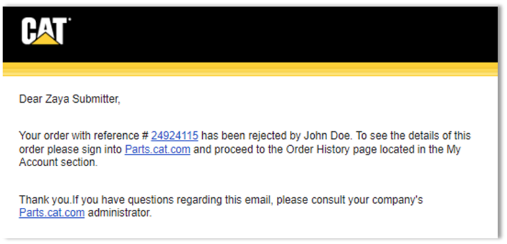 CAT
Dear Zaya Submitter,
Your order with reference # 24924115 has been rejected by John Doe. To see the details of this
order please sign into Parts.cat.com and proceed to the Order History page located in the My
Account section.
Thank you.If you have questions regarding this email, please consult your company's
Parts.cat.com administrator.